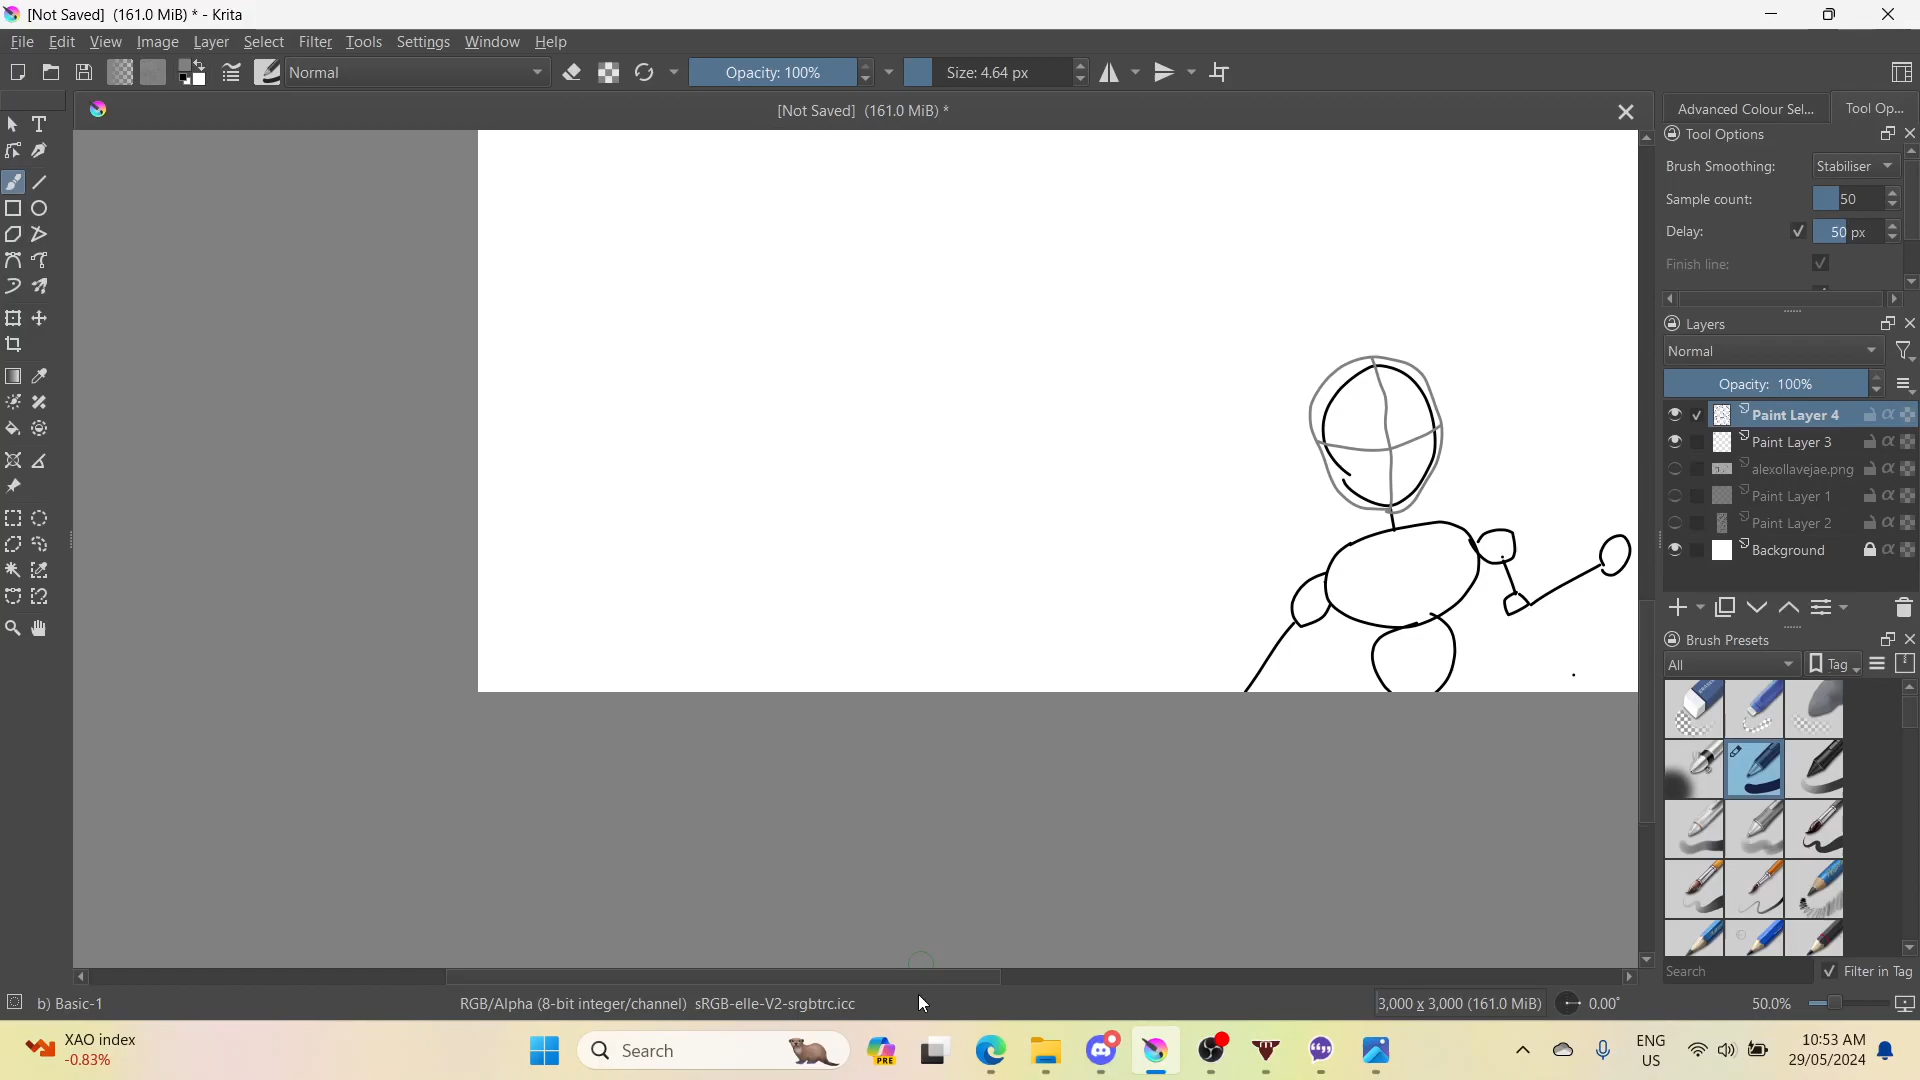 [Not Saved]  (161.0 MiB) * - Krita
File Edit View Image Layer Select Filter Tools Settings Window Help
Normal Opacity: 100% Size: 4.64 px
[Not Saved]  (161.0 MiB) *
Advanced Colour Sel... Tool Op...
Tool Options
Brush Smoothing: Stabiliser
Sample count: 50
Delay: 50 px
Finish line:
Layers
Normal
Opacity:  100%
Paint Layer 4
Paint Layer 3
alexollavejae.png
Paint Layer 1
Paint Layer 2
Background
Brush Presets
All Tag
Search Filter in Tag
b) Basic-1 RGB/Alpha (8-bit integer/channel)  sRGB-elle-V2-srgbtrc.icc 3,000 x 3,000 (161.0 MiB) 0.00° 50.0%
XAO index
-0.83%
Search
PRE
ENG
US
10:53 AM
29/05/2024